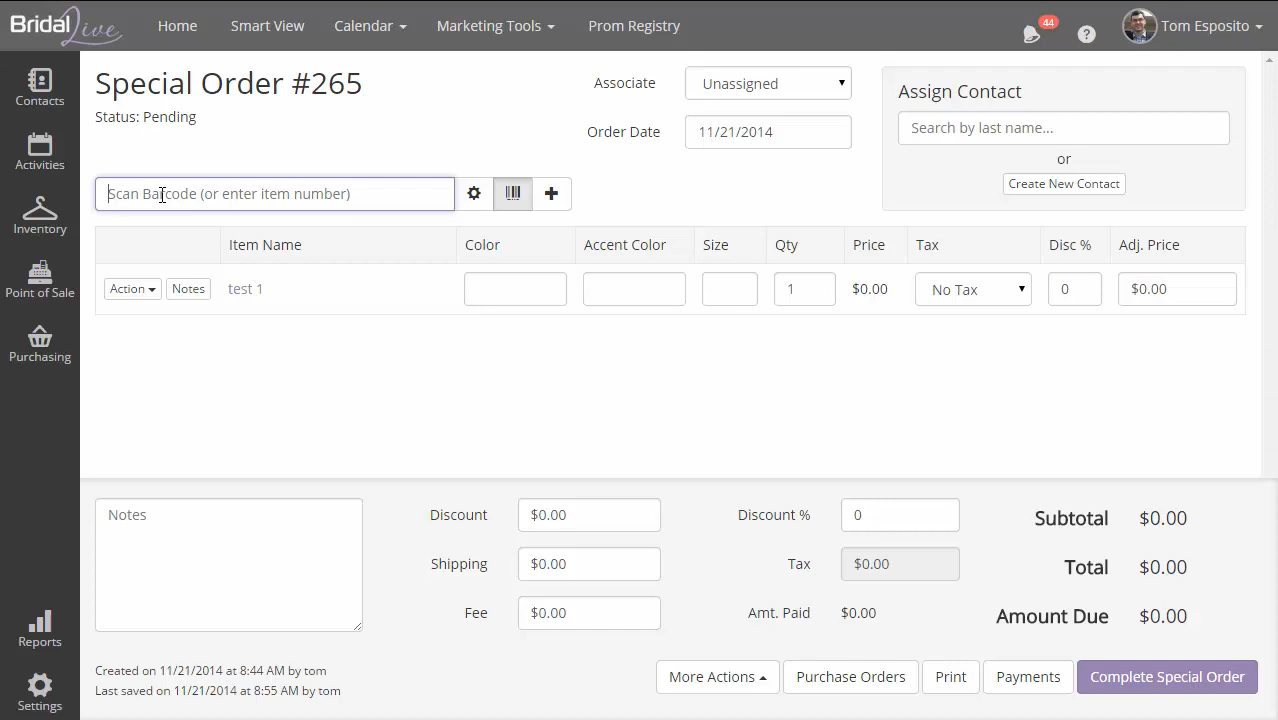 Bridal Live
Home
Smart View
Calendar
Marketing Tools
Prom Registry
44
?
Tom Esposito
Contacts
Activities
Inventory
Point of Sale
Purchasing
Reports
Settings
Special Order #265
Status: Pending
Associate
Unassigned
Order Date
11/21/2014
Assign Contact
Search by last name...
or
Create New Contact
Scan Barcode (or enter item number)
Item Name Color Accent Color Size Qty Price Tax Disc % Adj. Price
Action Notes test 1 1 $0.00 No Tax 0 $0.00
Notes
Discount $0.00 Discount % 0 Subtotal $0.00
Shipping $0.00 Tax $0.00 Total $0.00
Fee $0.00 Amt. Paid $0.00 Amount Due $0.00
Created on 11/21/2014 at 8:44 AM by tom
Last saved on 11/21/2014 at 8:55 AM by tom
More Actions Purchase Orders Print Payments Complete Special Order